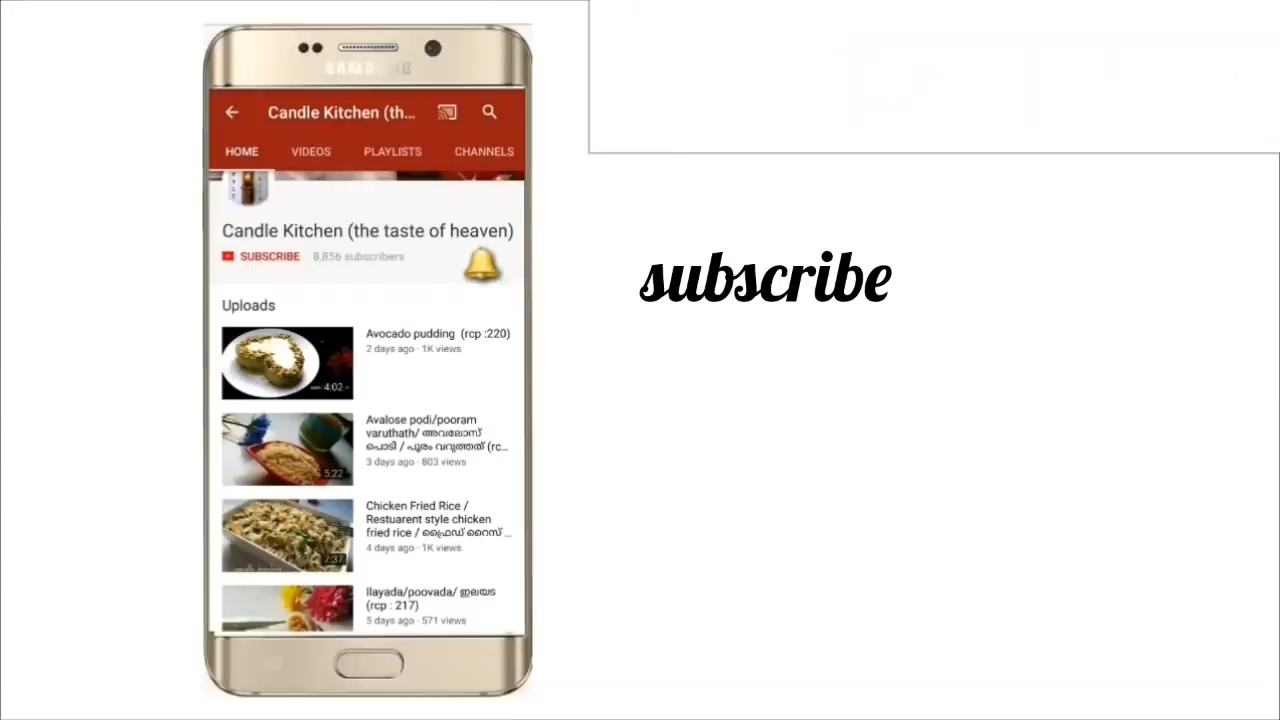 SAMSUNG
Candle Kitchen (th...
HOME VIDEOS PLAYLISTS CHANNELS
Candle Kitchen (the taste of heaven)
SUBSCRIBE 8,856 subscribers
Uploads
Avocado pudding (rcp :220)
2 days ago · 1K views
4:02
Avalose podi/pooram
varuthath/ അവലോസ്
പൊടി / പൂരം വറുത്തത് (rc...
3 days ago · 803 views
5:22
Chicken Fried Rice /
Restuarent style chicken
fried rice / ഫ്രൈഡ് റൈസ് ...
4 days ago · 1K views
7:37
Ilayada/poovada/ ഇലയട
(rcp : 217)
5 days ago · 571 views
subscribe